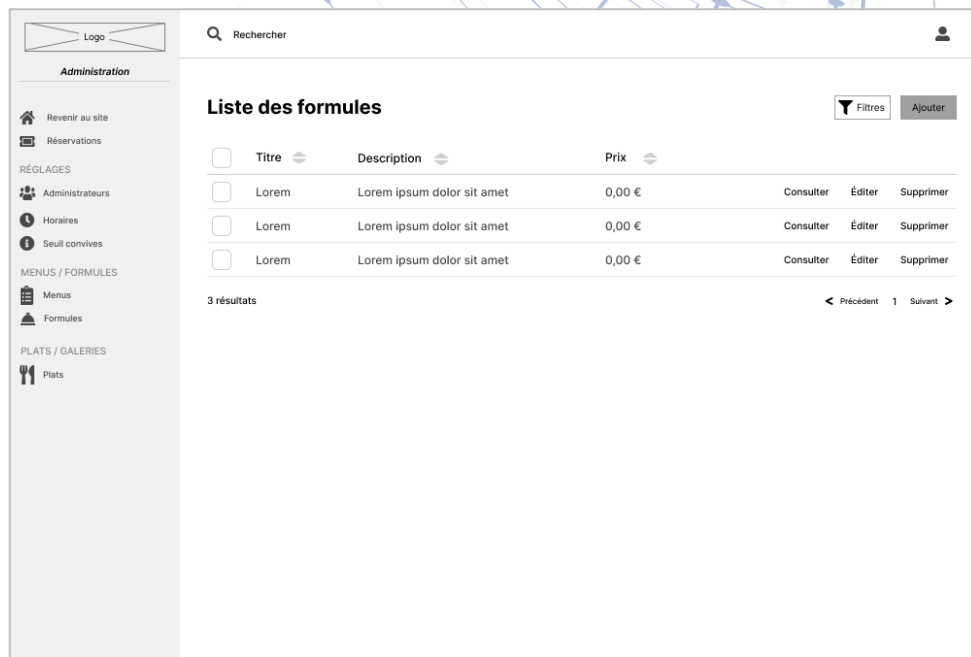 Logo
Administration
Revenir au site
Réservations
RÉGLAGES
Administrateurs
Horaires
Seuil convives
MENUS / FORMULES
Menus
Formules
PLATS / GALERIES
Plats
Rechercher
Liste des formules
Filtres Ajouter
Titre Description Prix
Lorem Lorem ipsum dolor sit amet 0,00 € Consulter Éditer Supprimer
Lorem Lorem ipsum dolor sit amet 0,00 € Consulter Éditer Supprimer
Lorem Lorem ipsum dolor sit amet 0,00 € Consulter Éditer Supprimer
3 résultats < Précédent 1 Suivant >